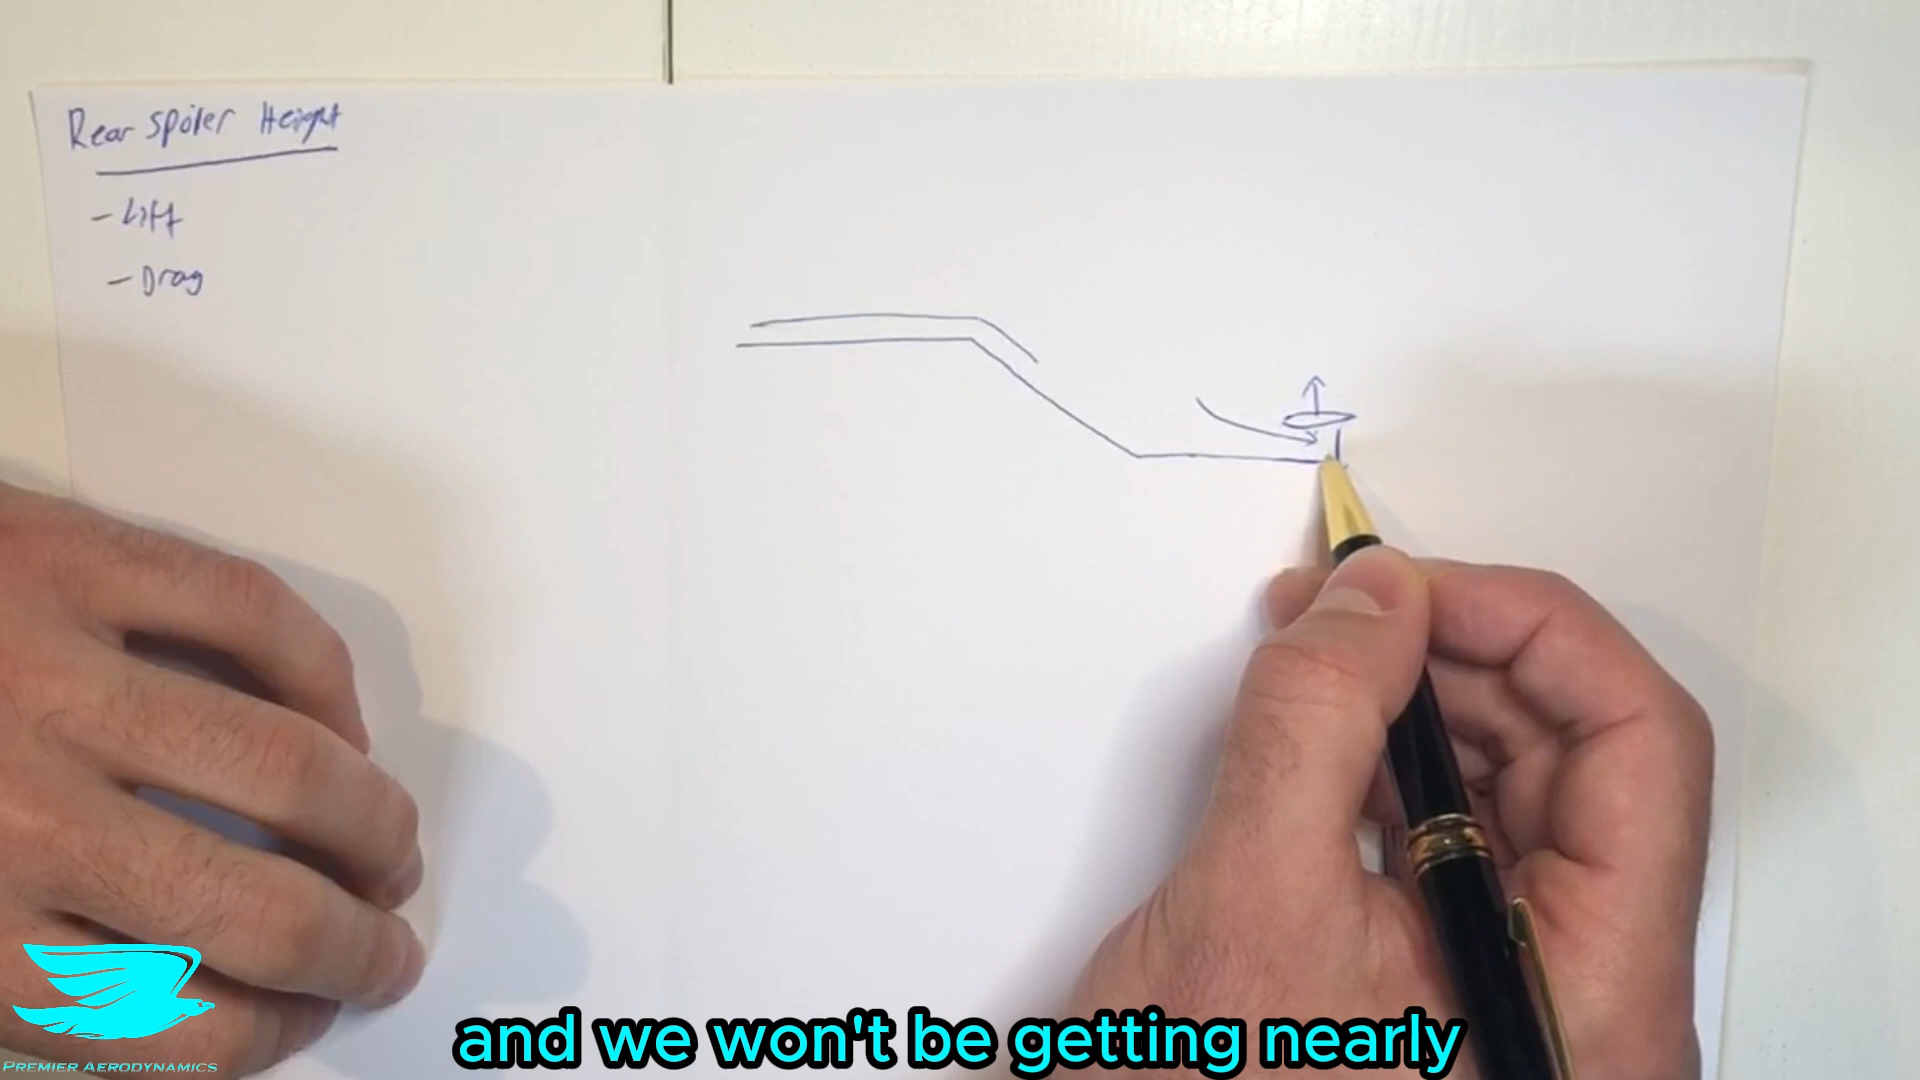 Rear Spoiler Height
- Lift
- Drag
and we won't be getting nearly
PREMIER AERODYNAMICS